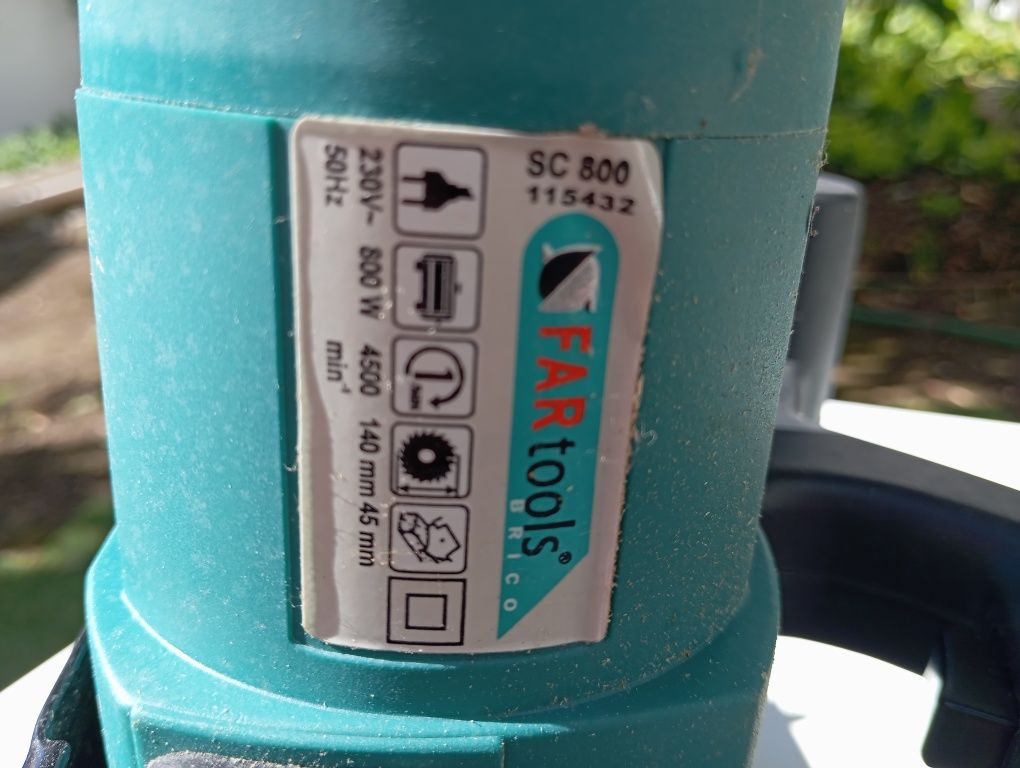 SC 800
115432
FARtools®
BRICO
230V~ 800 W 4500 140 mm 45 mm
50Hz min⁻¹